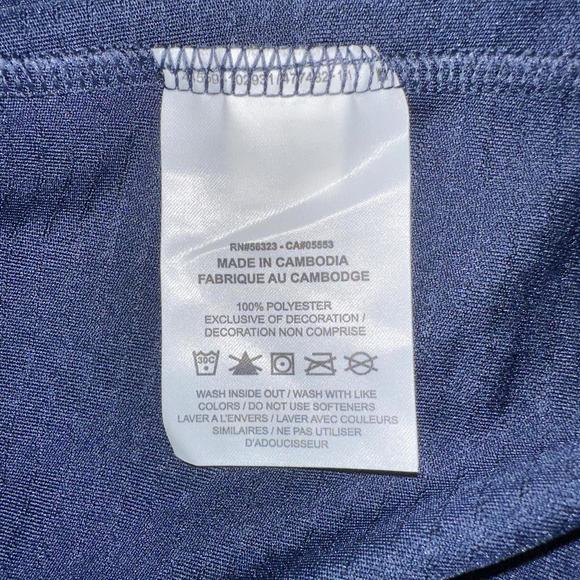 RN#56323 - CA#05553
MADE IN CAMBODIA
FABRIQUE AU CAMBODGE
100% POLYESTER
EXCLUSIVE OF DECORATION /
DECORATION NON COMPRISE
30C
WASH INSIDE OUT / WASH WITH LIKE
COLORS / DO NOT USE SOFTENERS
LAVER A L'ENVERS / LAVER AVEC COULEURS
SIMILAIRES / NE PAS UTILISER
D'ADOUCISSEUR